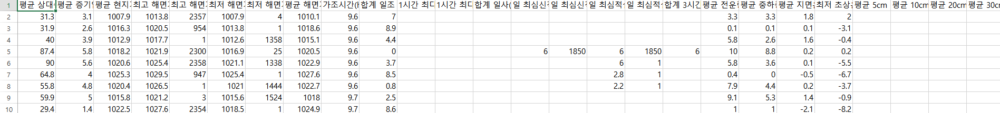 1 평균 상대습 평균 증기압 평균 현지기 최고 해면기 최고 해면기 최저 해면기 최저 해면기 평균 해면기 가조시간(h 합계 일조 1시간 최다 1시간 최다 합계 일사( 일 최심신적 일 최심신적 일 최심적설 일 최심적설 합계 3시간 평균 전운량 평균 중하층 평균 지면온 최저 초상온 평균 5cm 평균 10cm 평균 20cm 평균 30cm
2 31.3 3.1 1007.9 1013.8 2357 1007.9 4 1010.1 9.6 7 3.3 3.3 1.8 2
3 31.9 2.6 1016.3 1020.5 954 1013.8 1 1018.6 9.6 8.9 0.1 0.1 0.1 -3.1
4 40 3.9 1012.9 1017.7 1 1012.6 1358 1015.1 9.6 4.4 5.8 2.6 1.6 -0.4
5 87.4 5.8 1018.2 1021.9 2300 1016.9 25 1020.5 9.6 0 6 1850 6 1850 6 10 8.8 0.2 0.2
6 90 5.6 1020.6 1025.4 2358 1021.1 1338 1022.9 9.6 3.7 6 1 5.8 3.6 0.1 -5.5
7 64.8 4 1025.3 1029.5 947 1025.4 1 1027.6 9.6 8.5 2.8 1 0.4 0 -0.5 -6.7
8 55.8 4.8 1020.4 1026.5 1 1021 1444 1022.7 9.6 0.8 2.2 1 7.9 4.4 0.2 -3.7
9 59.9 5 1015.8 1021.2 3 1015.6 1524 1018 9.7 2.5 9.1 5.3 1.4 -0.9
10 29.4 1.4 1022.5 1027.6 2354 1018.5 1 1024.9 9.7 8.6 1 1 -2.1 -8.2